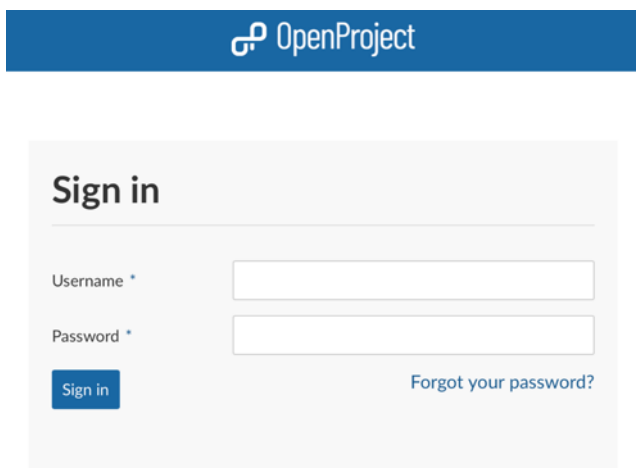 OpenProject
Sign in
Username *
Password *
Sign in
Forgot your password?